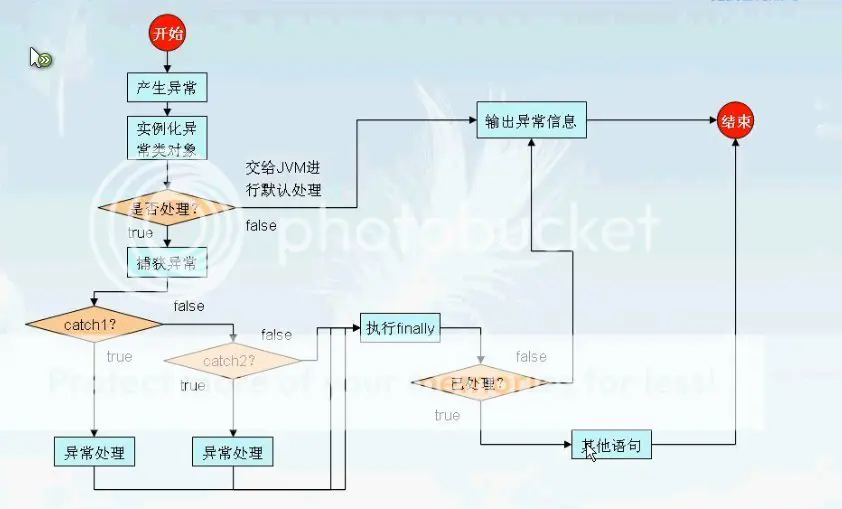 开始
产生异常
实例化异
常类对象
交给JVM进
行默认处理
是否处理?
false
true
捕获异常
输出异常信息
结束
catch1?
false
true
catch2?
false
true
执行finally
已处理?
false
true
异常处理
异常处理
其他语句
photobucket
Protect more of your memories for less!